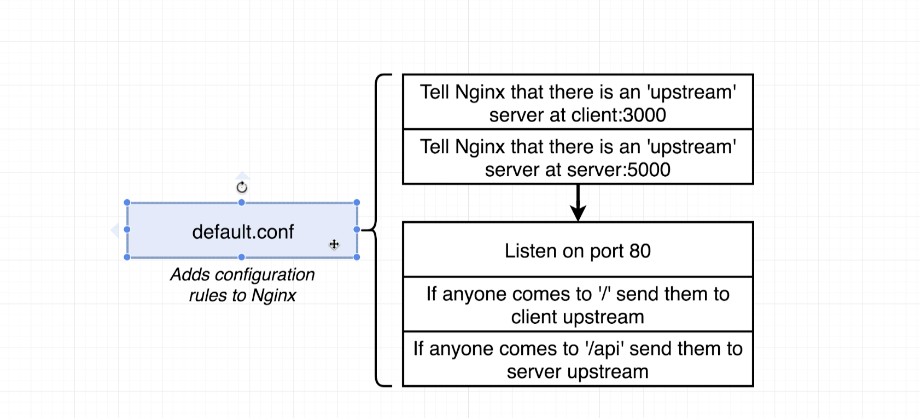 default.conf
Adds configuration
rules to Nginx
Tell Nginx that there is an 'upstream'
server at client:3000
Tell Nginx that there is an 'upstream'
server at server:5000
Listen on port 80
If anyone comes to '/' send them to
client upstream
If anyone comes to '/api' send them to
server upstream